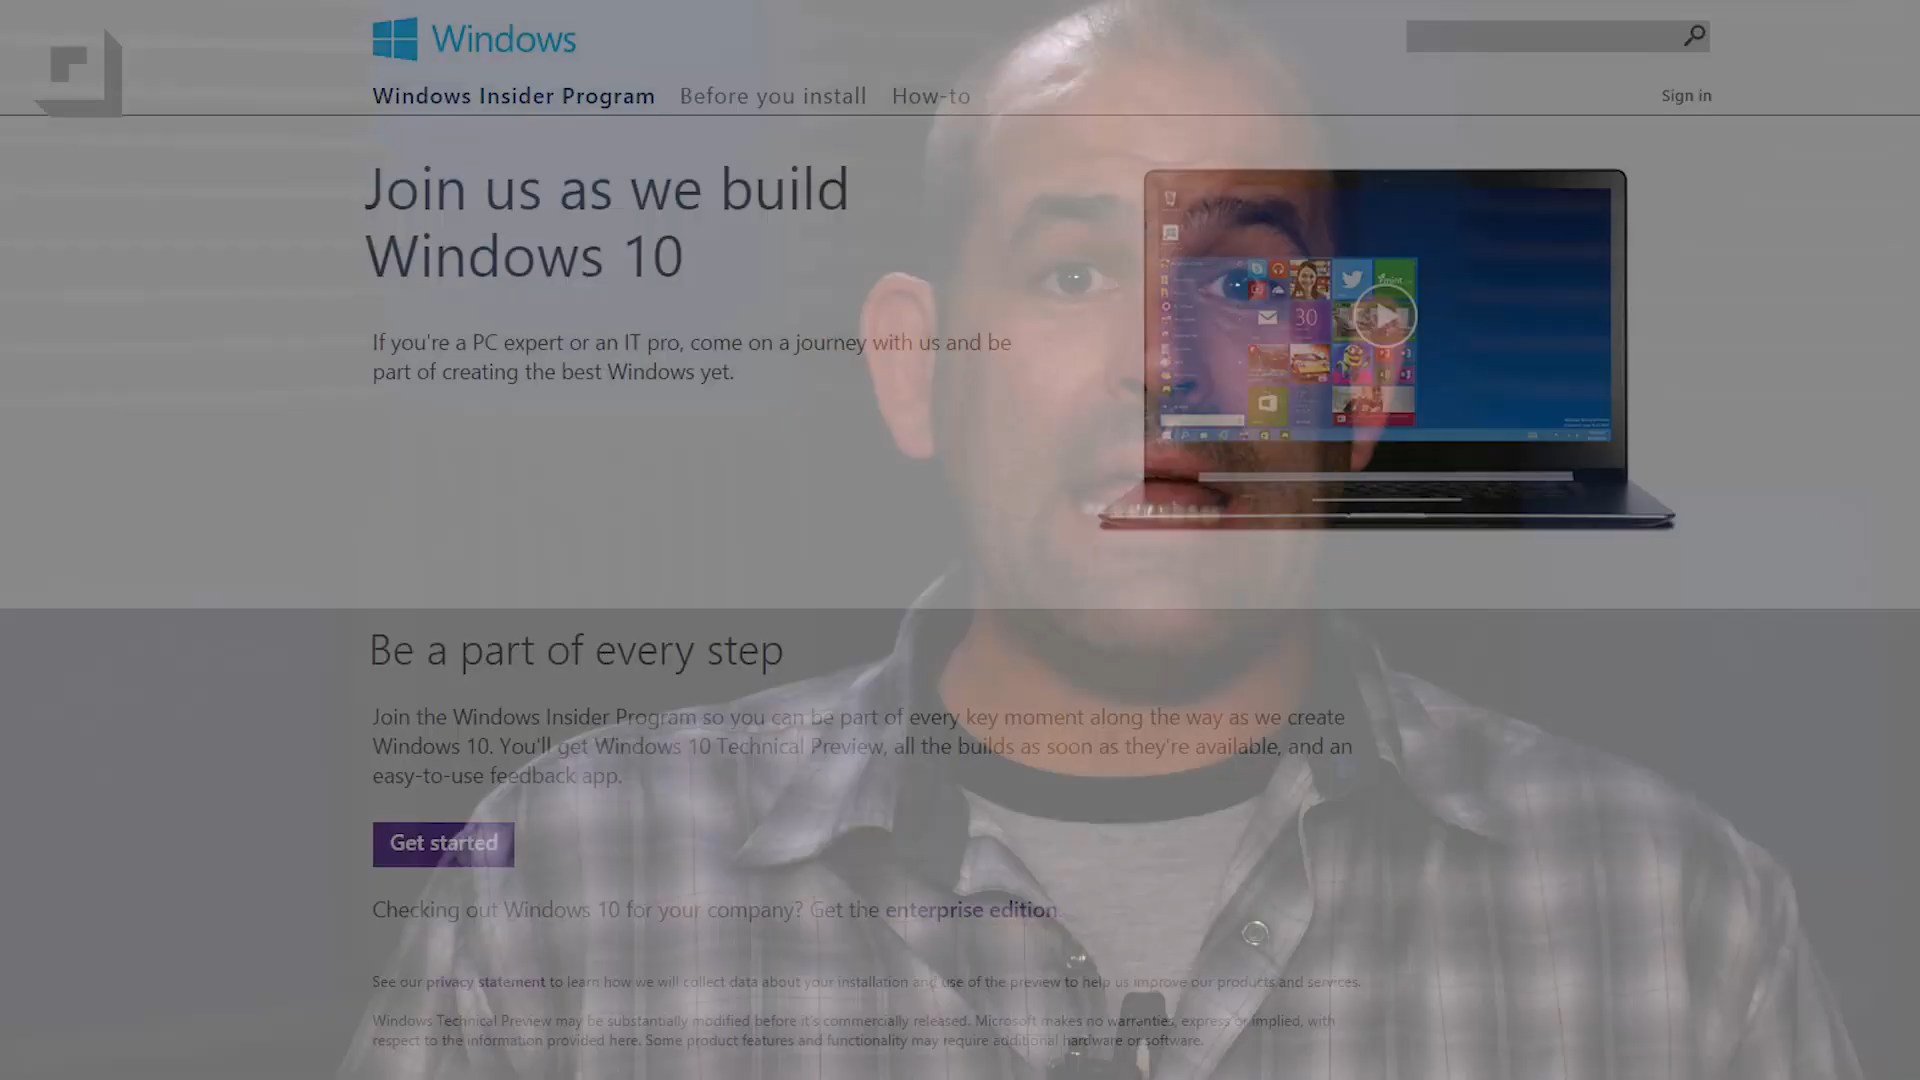 Windows
Windows Insider Program Before you install How-to
Sign in
Join us as we build
Windows 10
If you're a PC expert or an IT pro, come on a journey with us and be
part of creating the best Windows yet.
30
Be a part of every step
Join the Windows Insider Program so you can be part of every key moment along the way as we create
Windows 10. You'll get Windows 10 Technical Preview, all the builds as soon as they're available, and an
easy-to-use feedback app.
Get started
Checking out Windows 10 for your company? Get the enterprise edition.
See our privacy statement to learn how we will collect data about your installation and use of the preview to help us improve our products and services.
Windows Technical Preview may be substantially modified before it's commercially released. Microsoft makes no warranties, express or implied, with
respect to the information provided here. Some product features and functionality may require additional hardware or software.